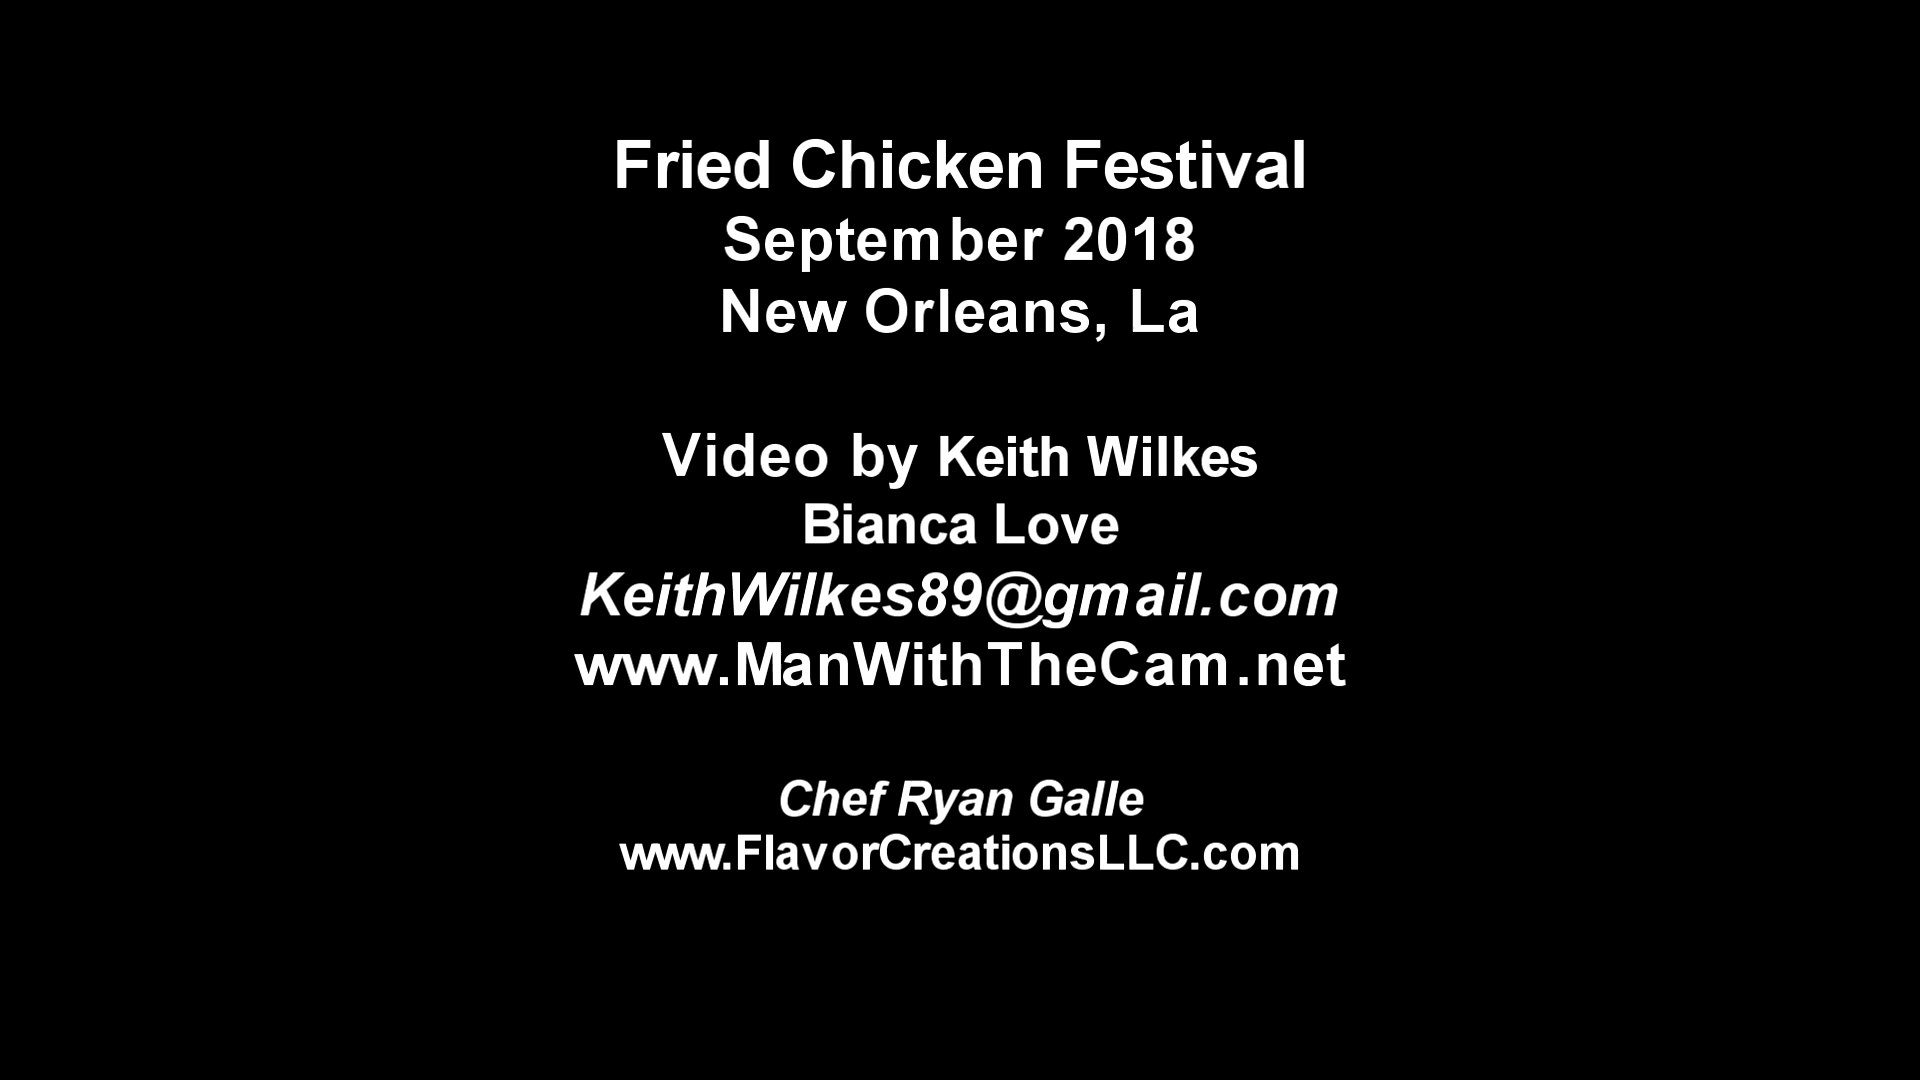 Fried Chicken Festival
September 2018
New Orleans, La
Video by Keith Wilkes
Bianca Love
KeithWilkes89@gmail.com
www.ManWithTheCam.net
Chef Ryan Galle
www.FlavorCreationsLLC.com